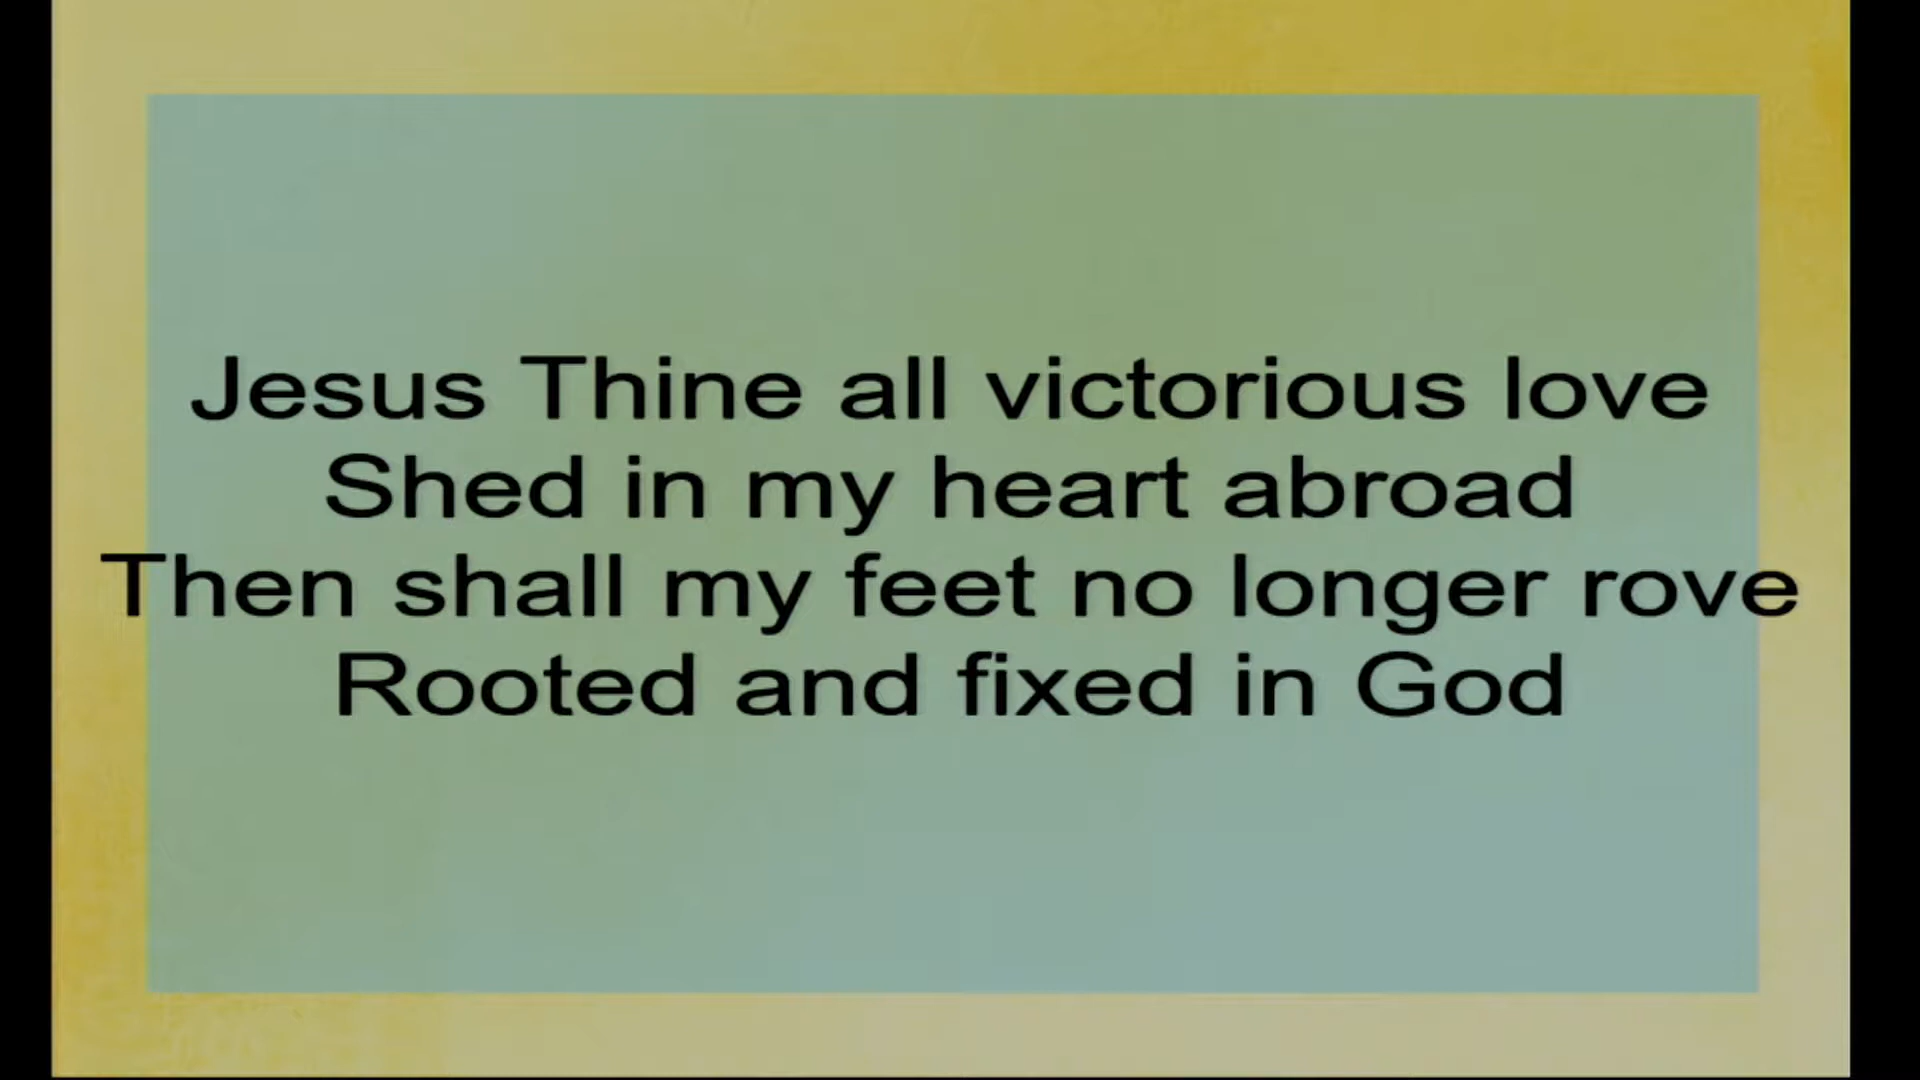 Jesus Thine all victorious love
Shed in my heart abroad
Then shall my feet no longer rove
Rooted and fixed in God